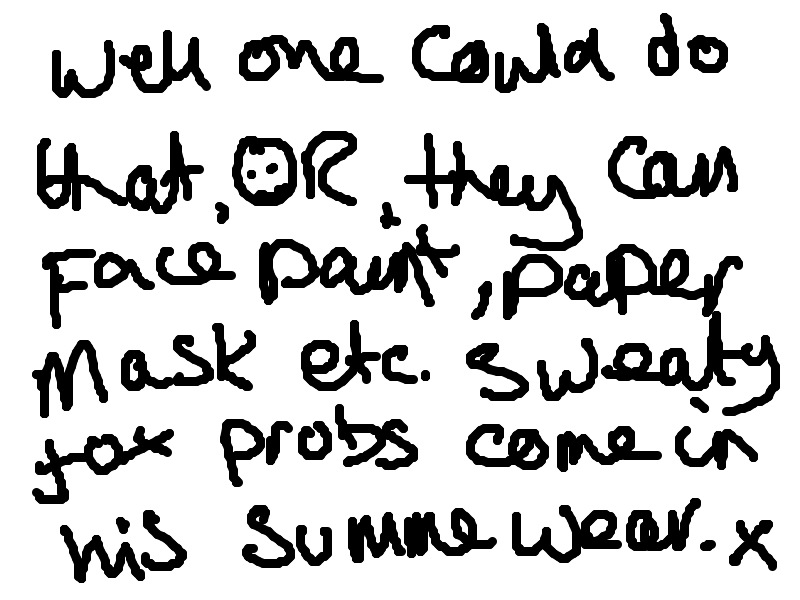 Well one could do
that, OR, they can
Face paint, paper
Mask etc. Sweaty
fox probs come in
his summewear. x